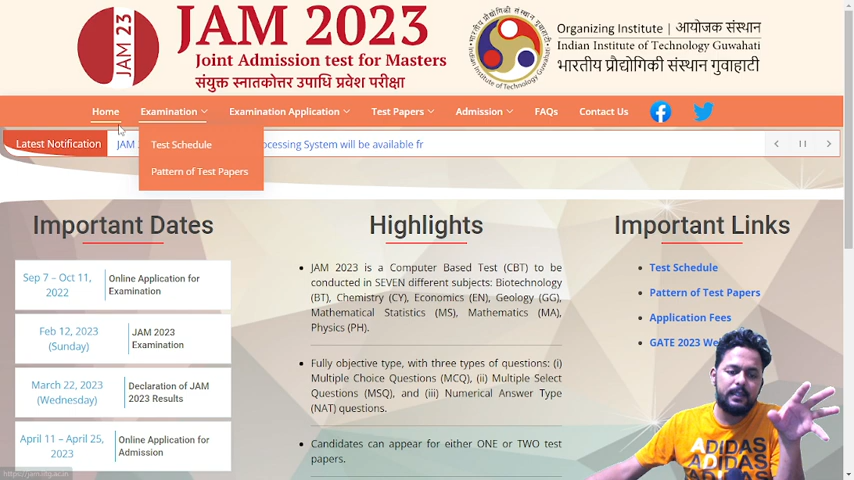 JAM 23
JAM 2023
Joint Admission test for Masters
संयुक्त स्नातकोत्तर उपाधि प्रवेश परीक्षा
Organizing Institute | आयोजक संस्थान
Indian Institute of Technology Guwahati
भारतीय प्रौद्योगिकी संस्थान गुवाहाटी
Home Examination Examination Application Test Papers Admission FAQs Contact Us
Latest Notification
JAM
ocessing System will be available fr
Test Schedule
Pattern of Test Papers
Important Dates
Sep 7 – Oct 11,
2022
Online Application for
Examination
Feb 12, 2023
(Sunday)
JAM 2023
Examination
March 22, 2023
(Wednesday)
Declaration of JAM
2023 Results
April 11 – April 25,
2023
Online Application for
Admission
Highlights
JAM 2023 is a Computer Based Test (CBT) to be
conducted in SEVEN different subjects: Biotechnology
(BT), Chemistry (CY), Economics (EN), Geology (GG),
Mathematical Statistics (MS), Mathematics (MA),
Physics (PH).
Fully objective type, with three types of questions: (i)
Multiple Choice Questions (MCQ), (ii) Multiple Select
Questions (MSQ), and (iii) Numerical Answer Type
(NAT) questions.
Candidates can appear for either ONE or TWO test
papers.
Important Links
Test Schedule
Pattern of Test Papers
Application Fees
GATE 2023 We
ADIDAS
ADIDAS
ADIDAS